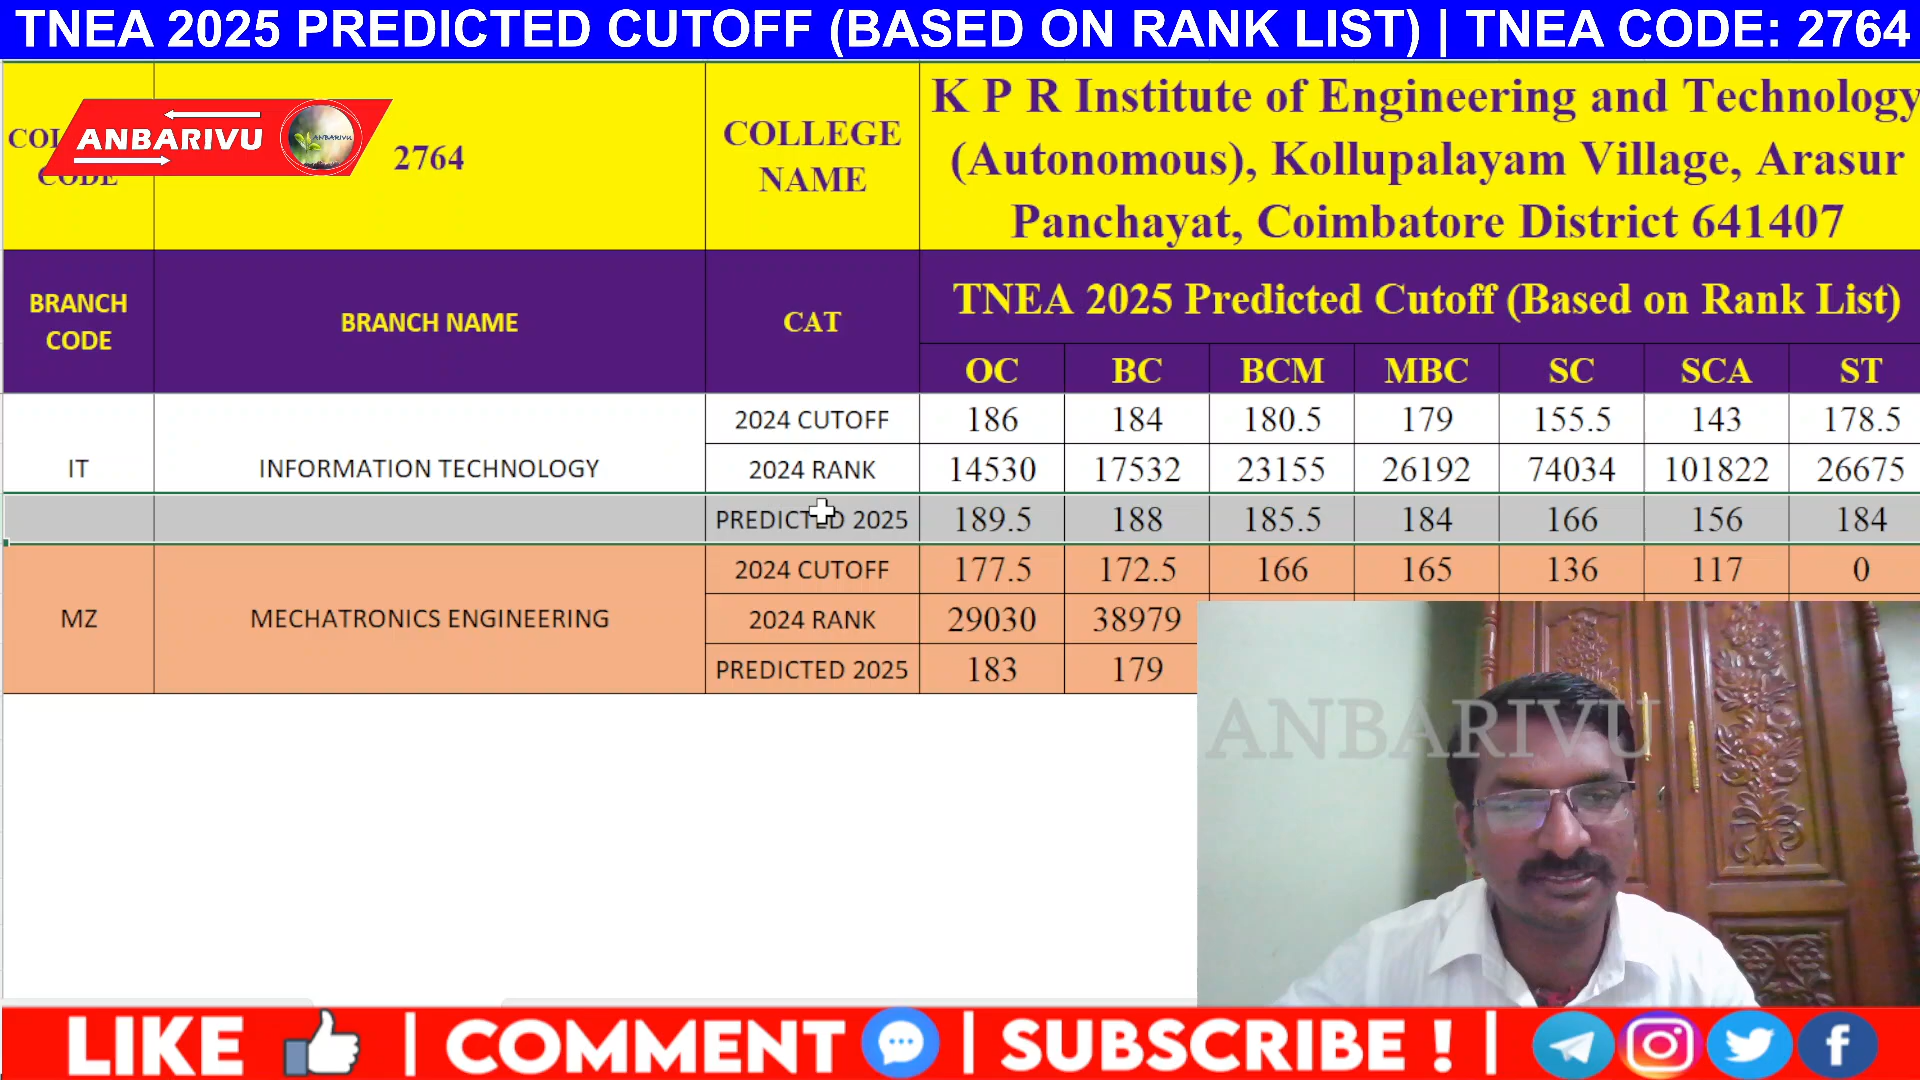 TNEA 2025 PREDICTED CUTOFF (BASED ON RANK LIST) | TNEA CODE: 2764
ANBARIVU
ANBARIVU
CODE
2764
COLLEGE
NAME
K P R Institute of Engineering and Technology
(Autonomous), Kollupalayam Village, Arasur
Panchayat, Coimbatore District 641407
BRANCH
CODE
BRANCH NAME
CAT
TNEA 2025 Predicted Cutoff (Based on Rank List)
OC BC BCM MBC SC SCA ST
IT
INFORMATION TECHNOLOGY
2024 CUTOFF 186 184 180.5 179 155.5 143 178.5
2024 RANK 14530 17532 23155 26192 74034 101822 26675
PREDICTED 2025 189.5 188 185.5 184 166 156 184
MZ
MECHATRONICS ENGINEERING
2024 CUTOFF 177.5 172.5 166 165 136 117 0
2024 RANK 29030 38979
PREDICTED 2025 183 179
ANBARIVU
LIKE | COMMENT | SUBSCRIBE ! |